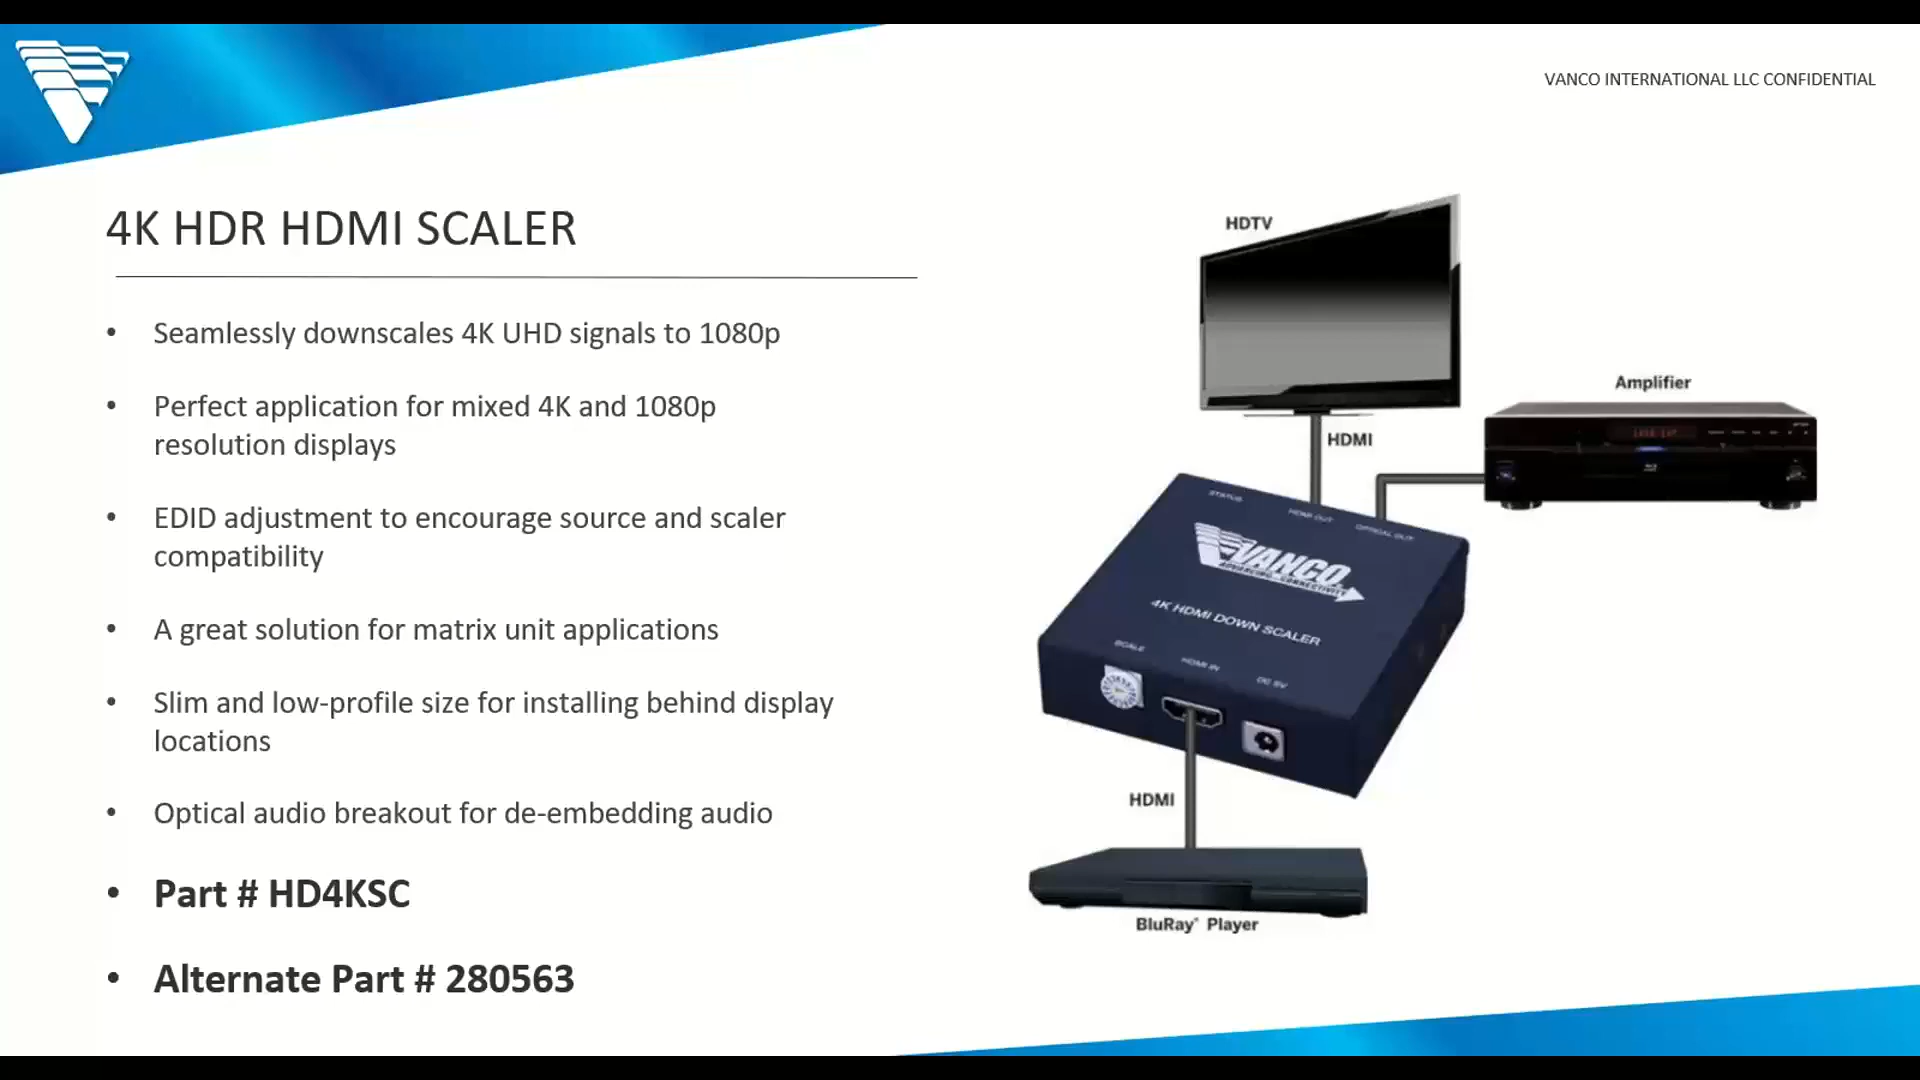 VANCO INTERNATIONAL LLC CONFIDENTIAL
4K HDR HDMI SCALER
• Seamlessly downscales 4K UHD signals to 1080p
• Perfect application for mixed 4K and 1080p
resolution displays
• EDID adjustment to encourage source and scaler
compatibility
• A great solution for matrix unit applications
• Slim and low-profile size for installing behind display
locations
• Optical audio breakout for de-embedding audio
• Part # HD4KSC
• Alternate Part # 280563
HDTV
Amplifier
HDMI
STATUS
HDMI OUT
OPTICAL OUT
VANCO
ADVANCING CONNECTIVITY
4K HDMI DOWN SCALER
SCALE
HDMI IN
DC 5V
HDMI
BluRay® Player